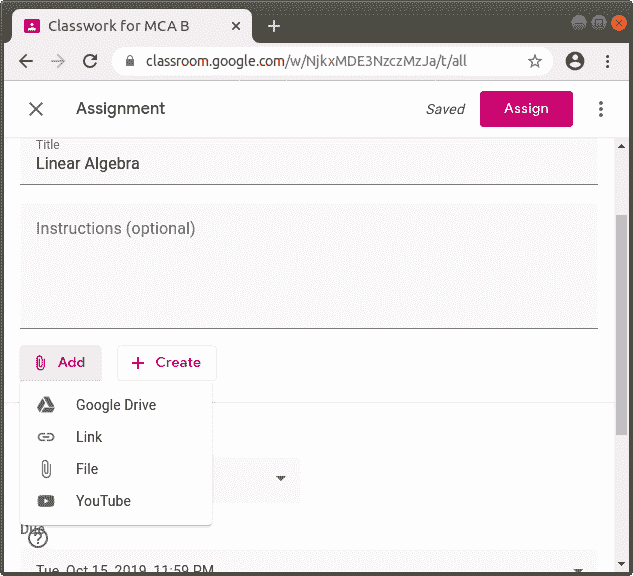 Classwork for MCA B
classroom.google.com/w/NjkxMDE3NzczMzJa/t/all
Assignment
Saved
Assign
Title
Linear Algebra
Instructions (optional)
Add
Create
Google Drive
Link
File
YouTube
Due
Tue, Oct 15, 2019, 11:59 PM